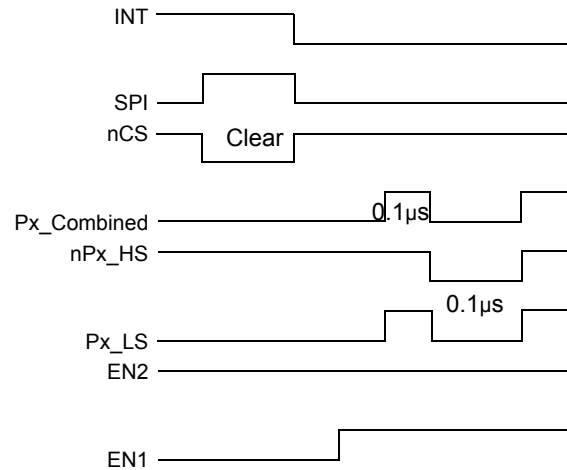 INT
SPI
nCS
Clear
Px_Combined
0.1µs
nPx_HS
0.1µs
Px_LS
EN2
EN1